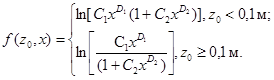 f(z₀,x) = { ln[C₁x^{D₁}(1+C₂x^{D₂})], z₀ < 0,1 м;
ln[C₁x^{D₁}/(1+C₂x^{D₂})], z₀ ≥ 0,1 м.